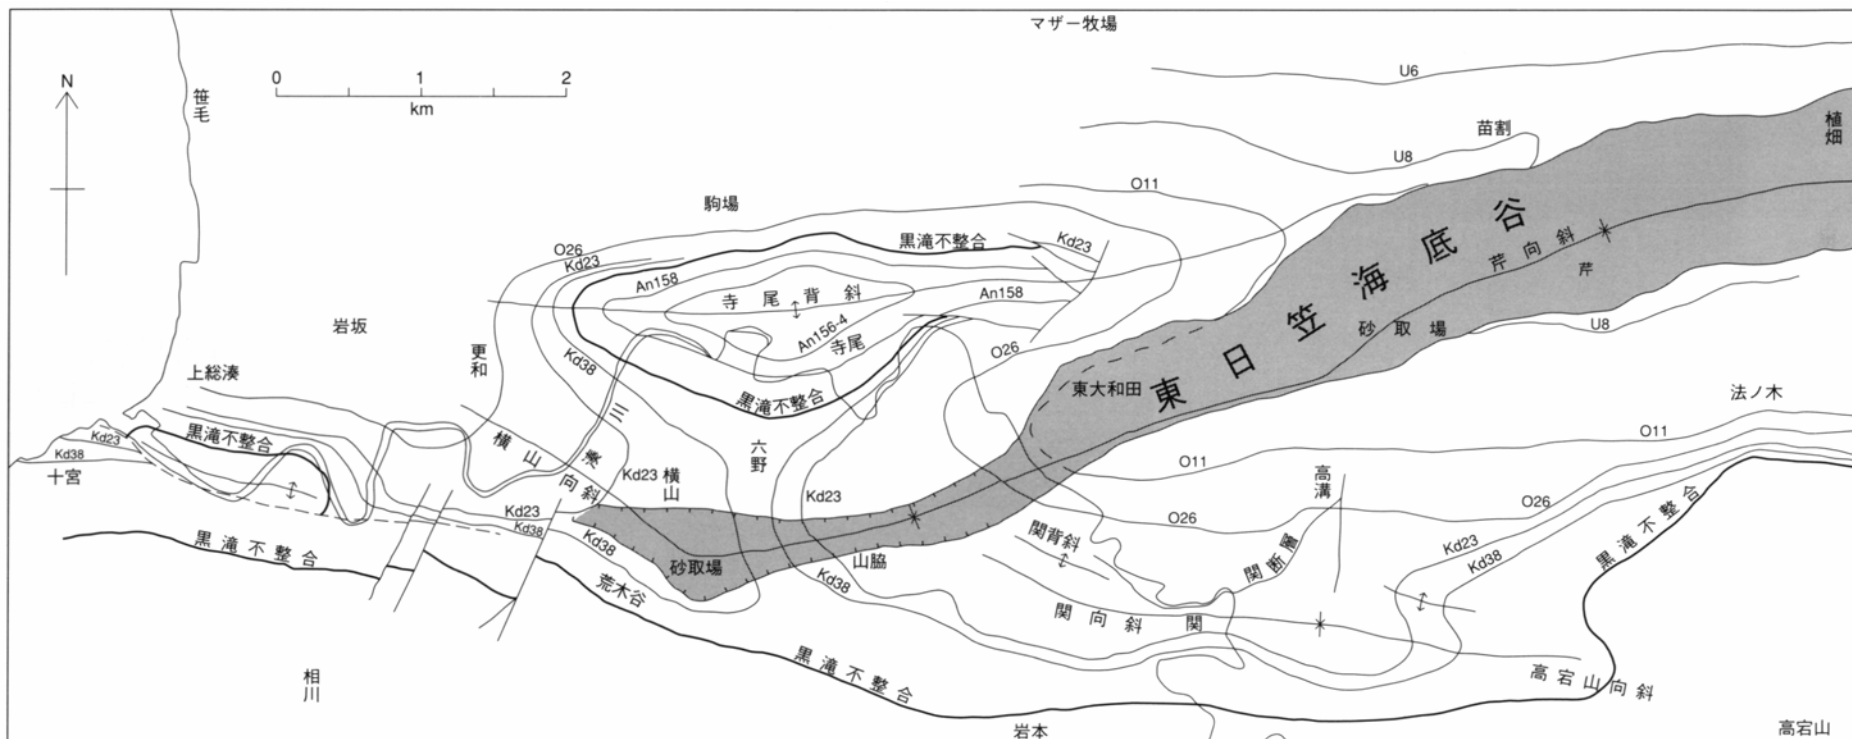 マザー牧場
N
0 1 2
km
笹毛
U6
植畑
苗割
U8
O11
駒場
谷
底
海
笠
日
東
黒滝不整合
Kd23
O26
Kd23
芹向斜
芹
An158
寺尾背斜
An158
An156-4
寺尾
砂取場
U8
岩坂
更和
Kd38
O26
上総湊
東大和田
法ノ木
黒滝不整合
O11
O11
Kd23
黒滝不整合
Kd38
十宮
横山向斜
湊川
六野
横山
Kd23
Kd23
高溝
O26
O26
黒滝不整合
Kd23
Kd38
Kd38
関背斜
関断層
Kd23
Kd38
黒滝不整合
砂取場
山脇
荒木谷
Kd38
関向斜
関
黒滝不整合
高宕山向斜
相川
岩本
高宕山